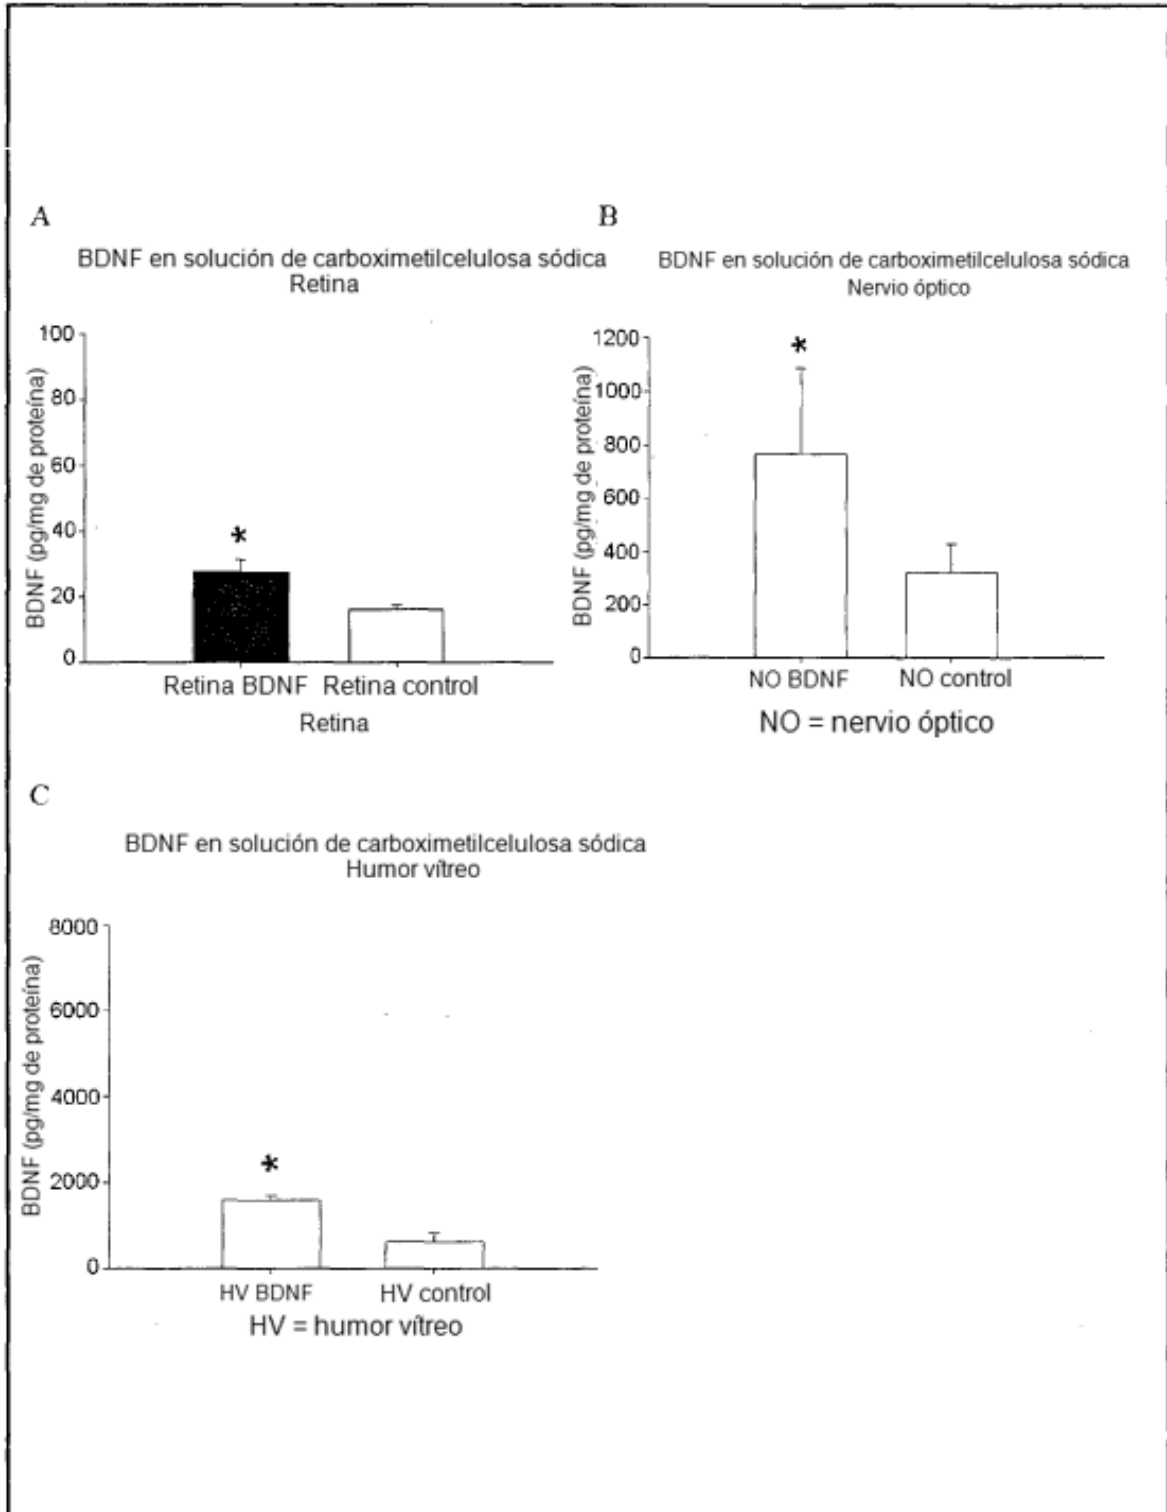 A
BDNF en solución de carboximetilcelulosa sódica
Retina
BDNF (pg/mg de proteína)
100
80
60
40
20
0
*
Retina BDNF Retina control
Retina
B
BDNF en solución de carboximetilcelulosa sódica
Nervio óptico
BDNF (pg/mg de proteína)
1200
1000
800
600
400
200
0
*
NO BDNF NO control
NO = nervio óptico
C
BDNF en solución de carboximetilcelulosa sódica
Humor vítreo
BDNF (pg/mg de proteína)
8000
6000
4000
2000
0
*
HV BDNF HV control
HV = humor vítreo